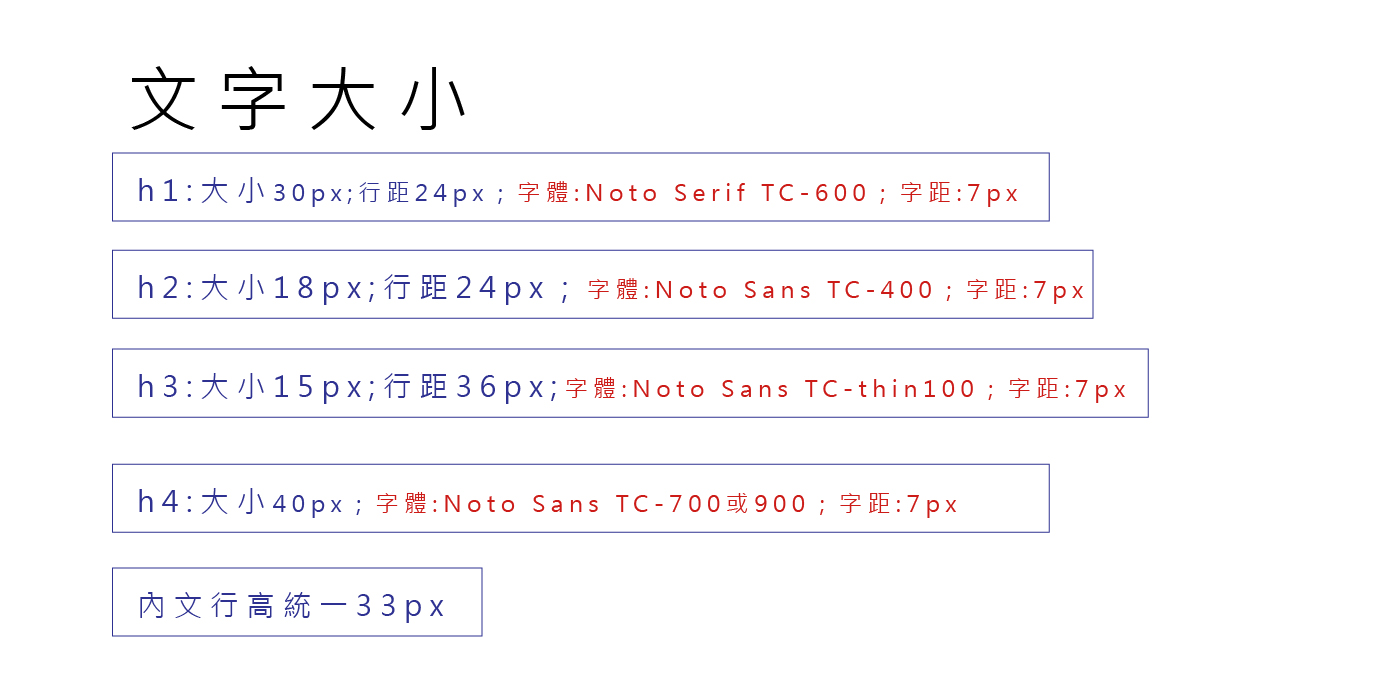 文字大小
h1:大小30px;行距24px；字體:Noto Serif TC-600；字距:7px
h2:大小18px;行距24px；字體:Noto Sans TC-400；字距:7px
h3:大小15px;行距36px;字體:Noto Sans TC-thin100；字距:7px
h4:大小40px；字體:Noto Sans TC-700或900；字距:7px
內文行高統一33px